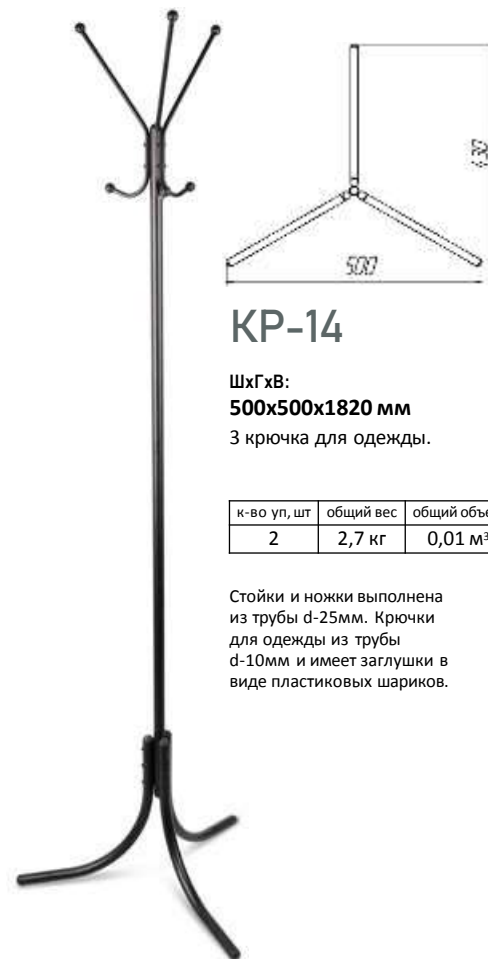 430
500
КР-14
ШхГхВ:
500х500х1820 мм
3 крючка для одежды.
к-во уп, шт общий вес общий
2 2,7 кг 0,01 м³
Стойки и ножки выполнена
из трубы d-25мм. Крючки
для одежды из трубы
d-10мм и имеет заглушки в
виде пластиковых шариков.